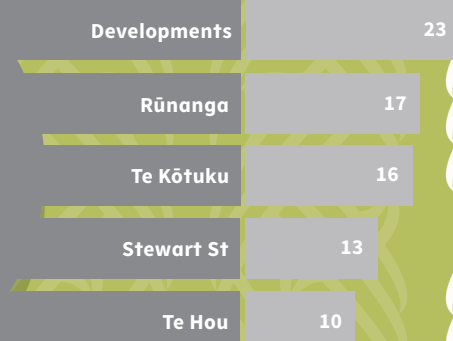 Developments 23
Rūnanga 17
Te Kōtuku 16
Stewart St 13
Te Hou 10